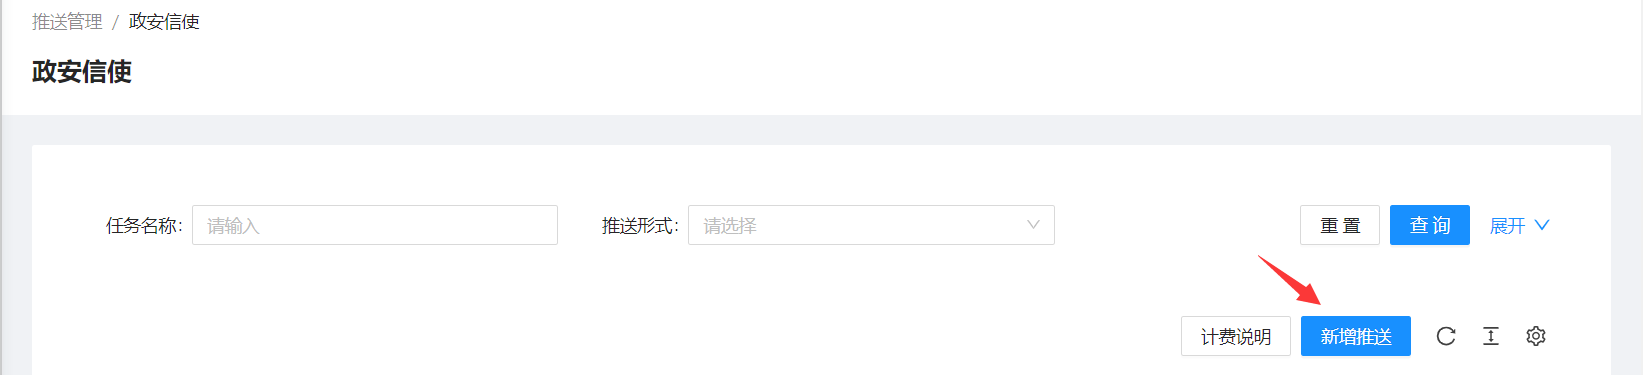 推送管理 / 政安信使
政安信使
任务名称: 请输入 推送形式: 请选择 重 置 查 询 展开
计费说明 新增推送